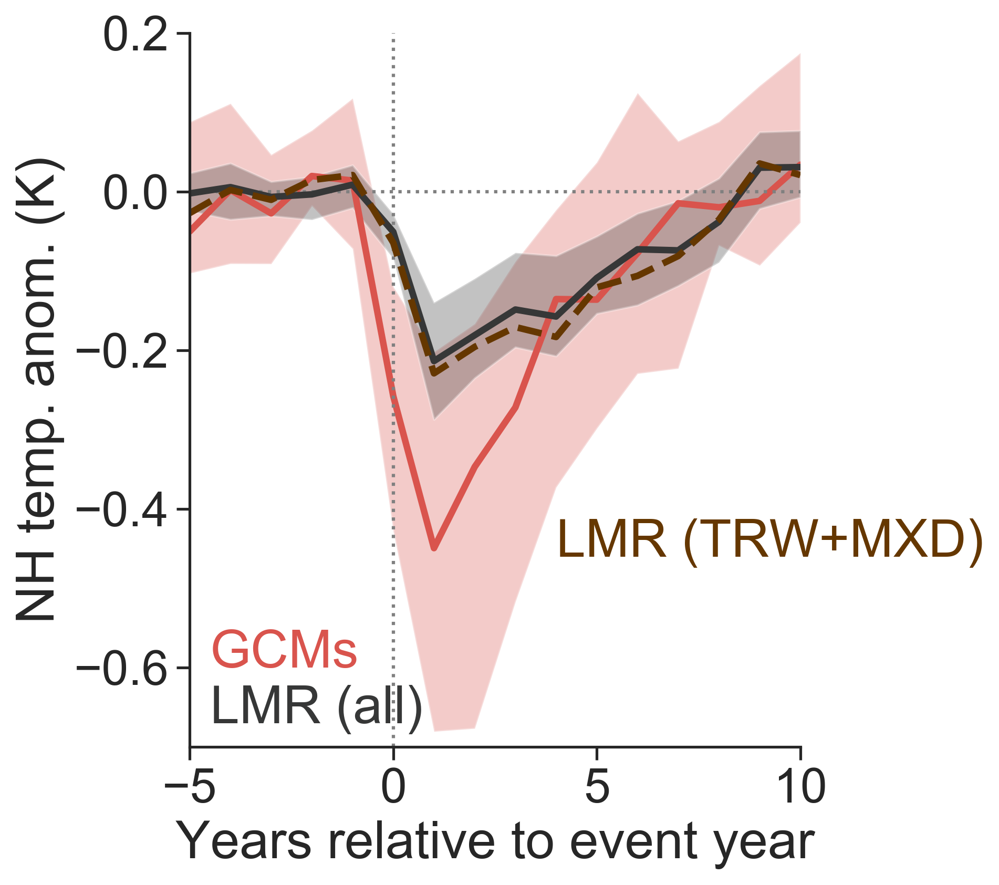 0.2
0.0
−0.2
−0.4
−0.6
NH temp. anom. (K)
LMR (TRW+MXD)
GCMs
LMR (all)
−5 0 5 10
Years relative to event year